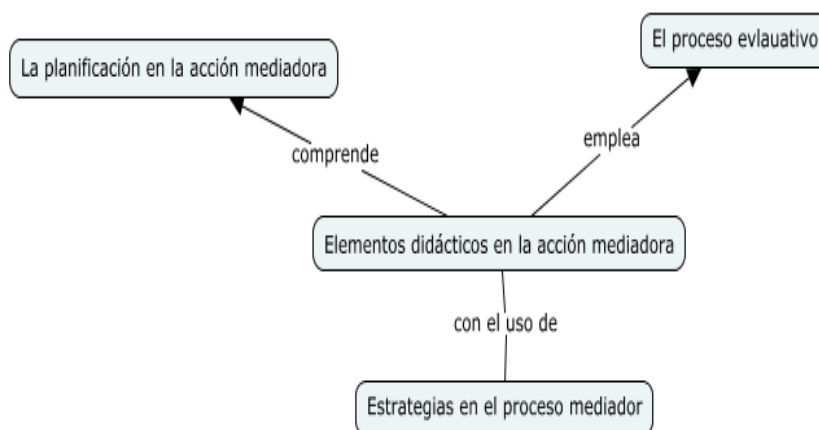 El proceso evlauativo
La planificación en la acción mediadora
emplea
comprende
Elementos didácticos en la acción mediadora
con el uso de
Estrategias en el proceso mediador